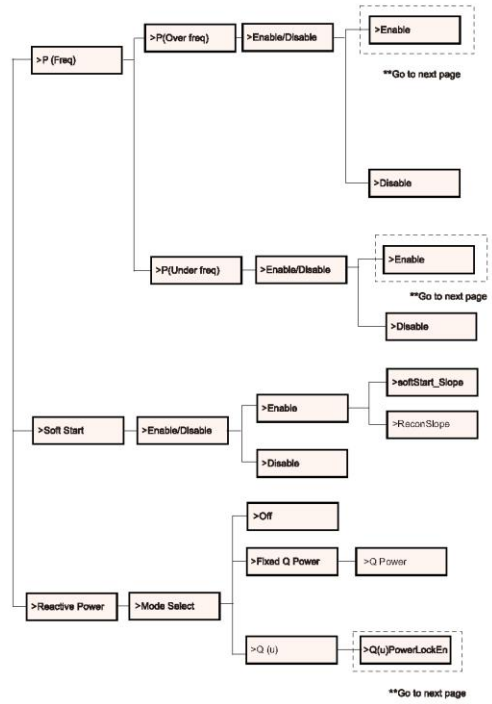 >P(Over freq)
>Enable/Disable
>Enable
**Go to next page
>P (Freq)
>Disable
>P(Under freq)
>Enable/Disable
>Enable
**Go to next page
>Disable
>Soft Start
>Enable/Disable
>Enable
>softStart_Slope
>ReconSlope
>Disable
>Off
>Fixed Q Power
>Q Power
>Reactive Power
>Mode Select
>Q (u)
>Q(u)PowerLockEn
**Go to next page